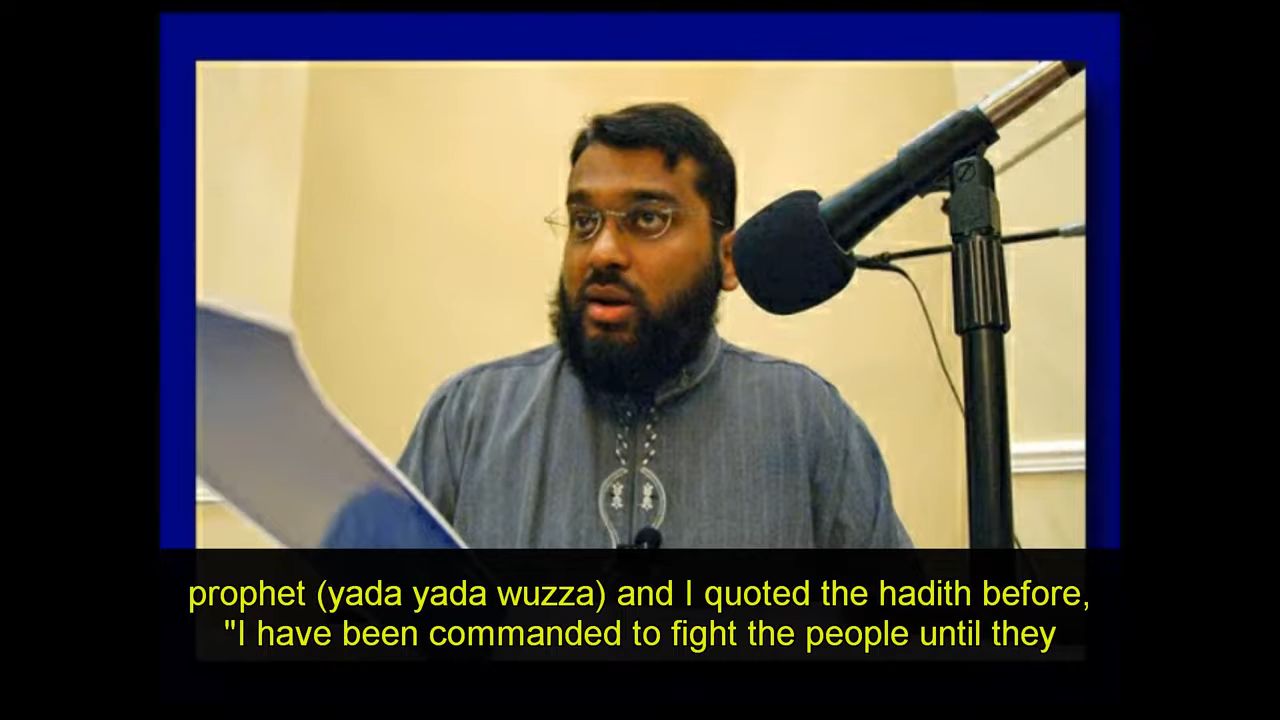 prophet (yada yada wuzza) and I quoted the hadith before,
"I have been commanded to fight the people until they